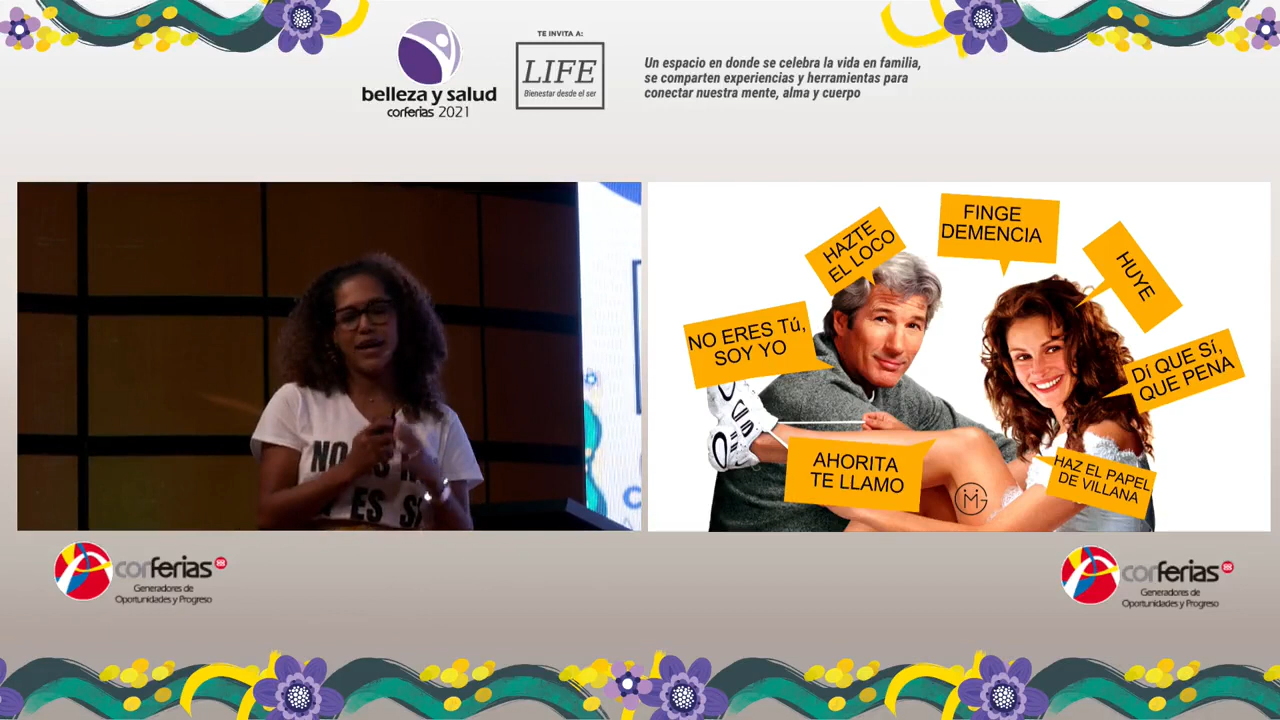 TE INVITA A:
LIFE
Bienestar desde el ser
belleza y salud
corferias 2021
Un espacio en donde se celebra la vida en familia,
se comparten experiencias y herramientas para
conectar nuestra mente, alma y cuerpo
HAZTE
EL LOCO
FINGE
DEMENCIA
HUYE
NO ERES Tú,
SOY YO
Dí QUE SÍ,
QUE PENA
AHORITA
TE LLAMO
HAZ EL PAPEL
DE VILLANA
NO
ES
corferias
Generadores de
Oportunidades y Progreso
corferias
Generadores de
Oportunidades y Progreso